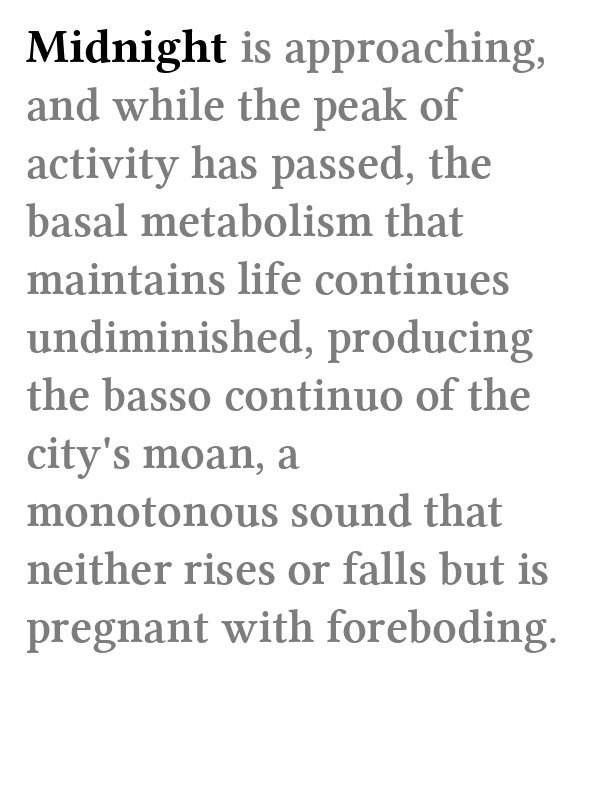 Midnight is approaching,
and while the peak of
activity has passed, the
basal metabolism that
maintains life continues
undiminished, producing
the basso continuo of the
city's moan, a
monotonous sound that
neither rises or falls but is
pregnant with foreboding.